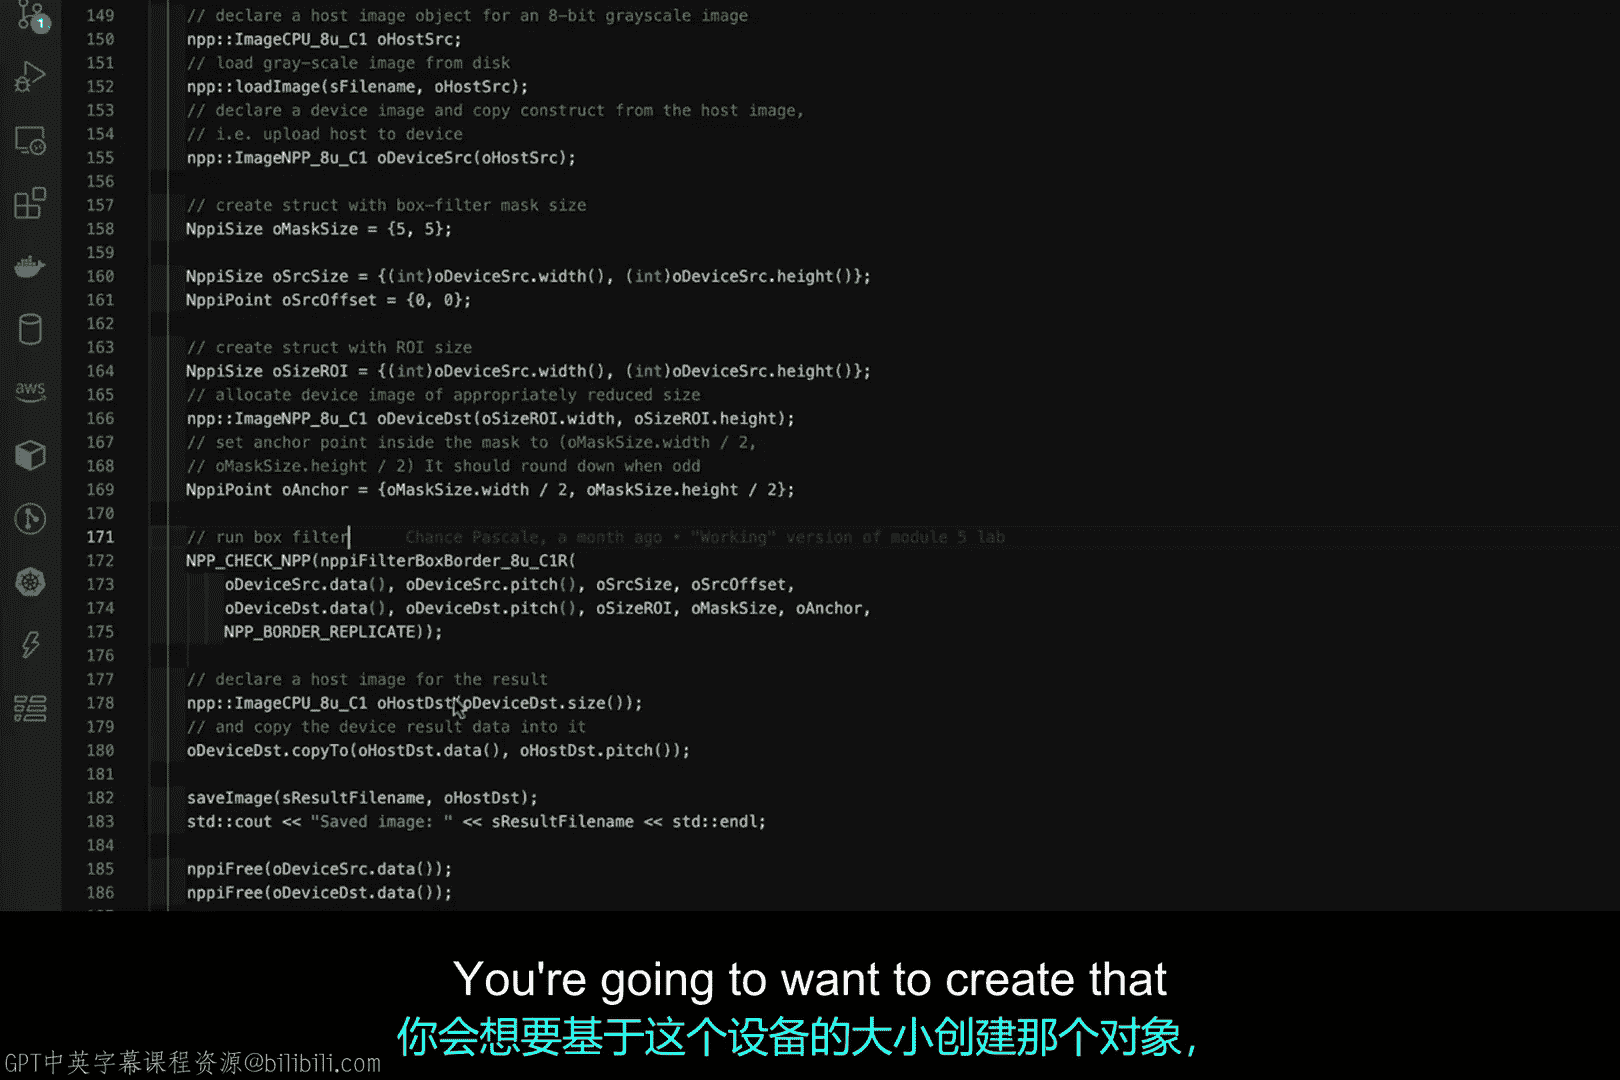 1
149 // declare a host image object for an 8-bit grayscale image
150 npp::ImageCPU_8u_C1 oHostSrc;
151 // load gray-scale image from disk
152 npp::loadImage(sFilename, oHostSrc);
153 // declare a device image and copy construct from the host image,
154 // i.e. upload host to device
155 npp::ImageNPP_8u_C1 oDeviceSrc(oHostSrc);
156
157 // create struct with box-filter mask size
158 NppiSize oMaskSize = {5, 5};
159
160 NppiSize oSrcSize = {(int)oDeviceSrc.width(), (int)oDeviceSrc.height()};
161 NppiPoint oSrcOffset = {0, 0};
162
163 // create struct with ROI size
164 NppiSize oSizeROI = {(int)oDeviceSrc.width(), (int)oDeviceSrc.height()};
165 // allocate device image of appropriately reduced size
166 npp::ImageNPP_8u_C1 oDeviceDst(oSizeROI.width, oSizeROI.height);
167 // set anchor point inside the mask to (oMaskSize.width / 2,
168 // oMaskSize.height / 2) It should round down when odd
169 NppiPoint oAnchor = {oMaskSize.width / 2, oMaskSize.height / 2};
170
171 // run box filter Chance Pascale, a month ago • "Working" version of module 5 lab
172 NPP_CHECK_NPP(nppiFilterBoxBorder_8u_C1R(
173 oDeviceSrc.data(), oDeviceSrc.pitch(), oSrcSize, oSrcOffset,
174 oDeviceDst.data(), oDeviceDst.pitch(), oSizeROI, oMaskSize, oAnchor,
175 NPP_BORDER_REPLICATE));
176
177 // declare a host image for the result
178 npp::ImageCPU_8u_C1 oHostDst(oDeviceDst.size());
179 // and copy the device result data into it
180 oDeviceDst.copyTo(oHostDst.data(), oHostDst.pitch());
181
182 saveImage(sResultFilename, oHostDst);
183 std::cout << "Saved image: " << sResultFilename << std::endl;
184
185 nppiFree(oDeviceSrc.data());
186 nppiFree(oDeviceDst.data());
aws
You're going to want to create that
你会想要基于这个设备的大小创建那个对象，
GPT中英字幕课程资源@bilibili.com